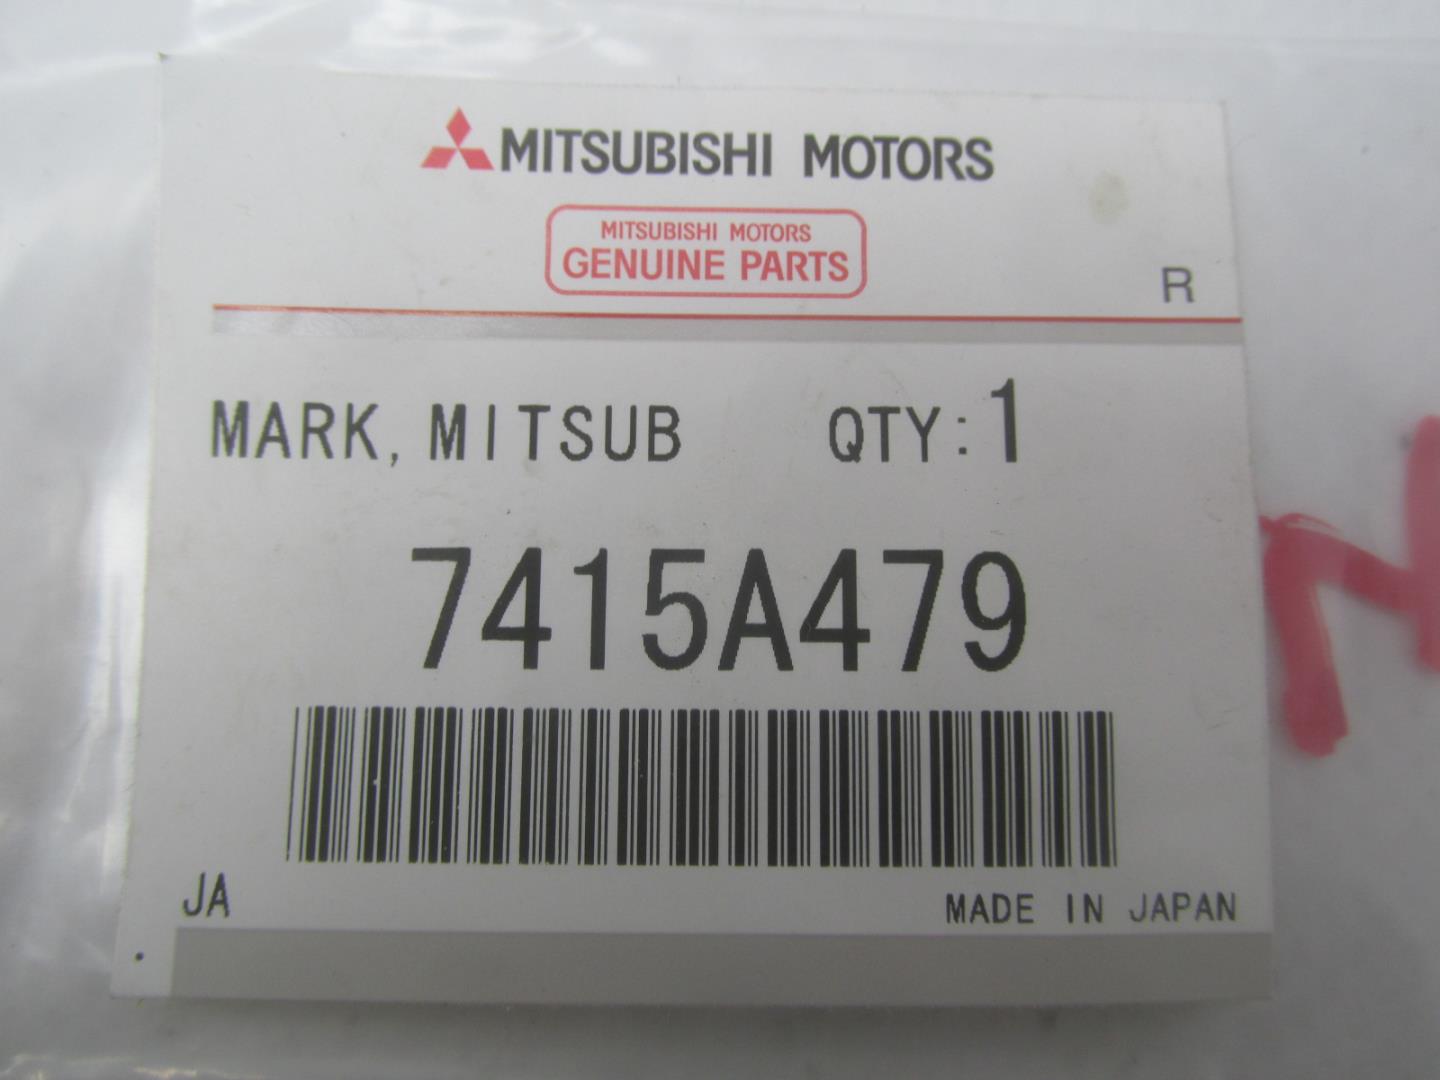 MITSUBISHI MOTORS
MITSUBISHI MOTORS
GENUINE PARTS
R
MARK, MITSUB QTY: 1
7415A479
JA
MADE IN JAPAN